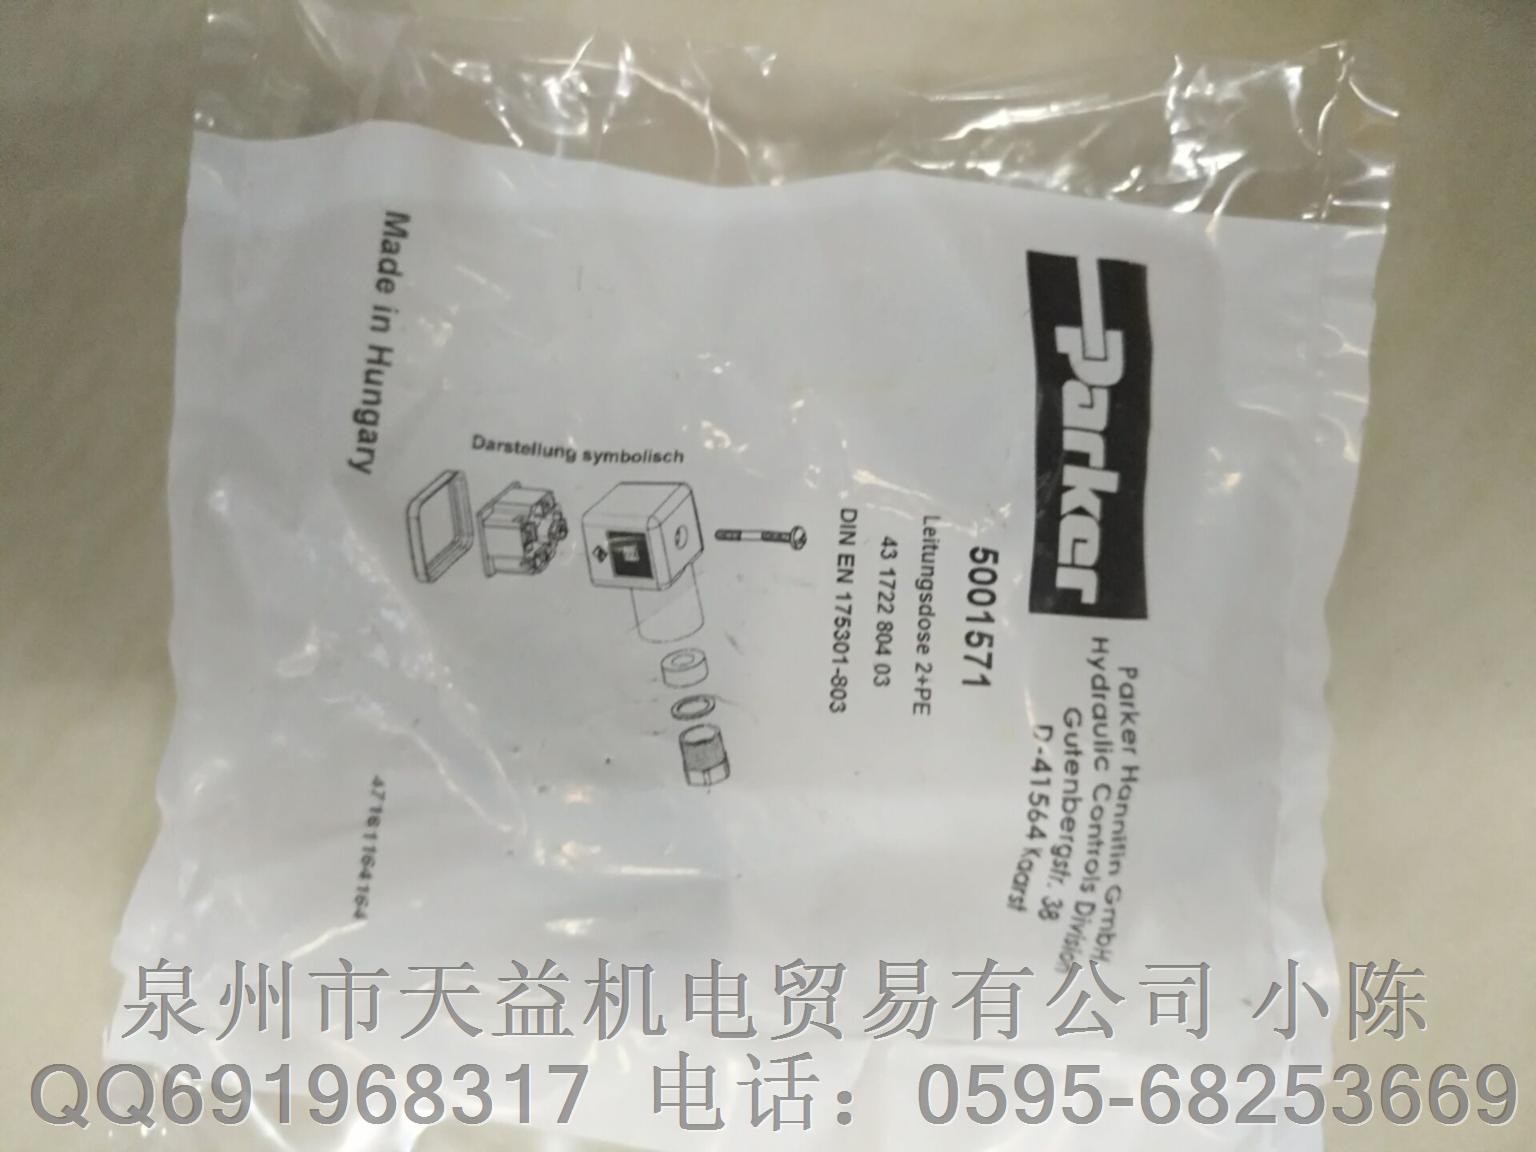 Parker
Parker Hannifin GmbH
Hydraulic Controls Division
Gutenbergstr. 38
D-41564 Kaarst
5001571
Leitungsdose 2+PE
43 1722 804 03
DIN EN 175301-803
Darstellung symbolisch
Made in Hungary
泉州市天益机电贸易有限公司 小陈
QQ691968317 电话：0595-68253669